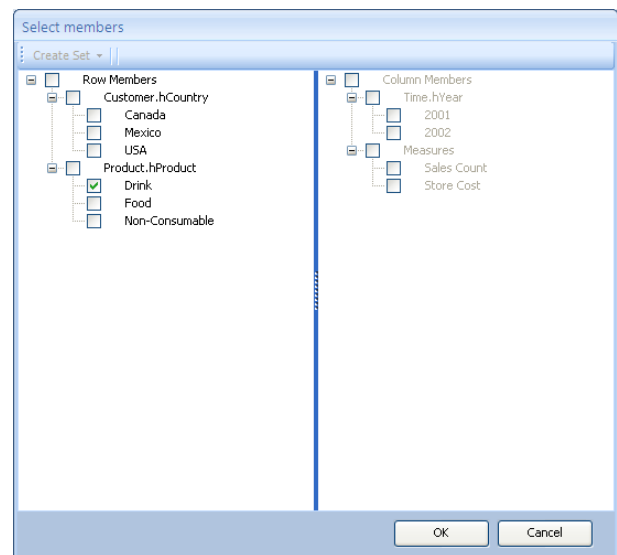 Select members
Create Set
Row Members
Customer.hCountry
Canada
Mexico
USA
Product.hProduct
Drink
Food
Non-Consumable
Column Members
Time.hYear
2001
2002
Measures
Sales Count
Store Cost
OK
Cancel